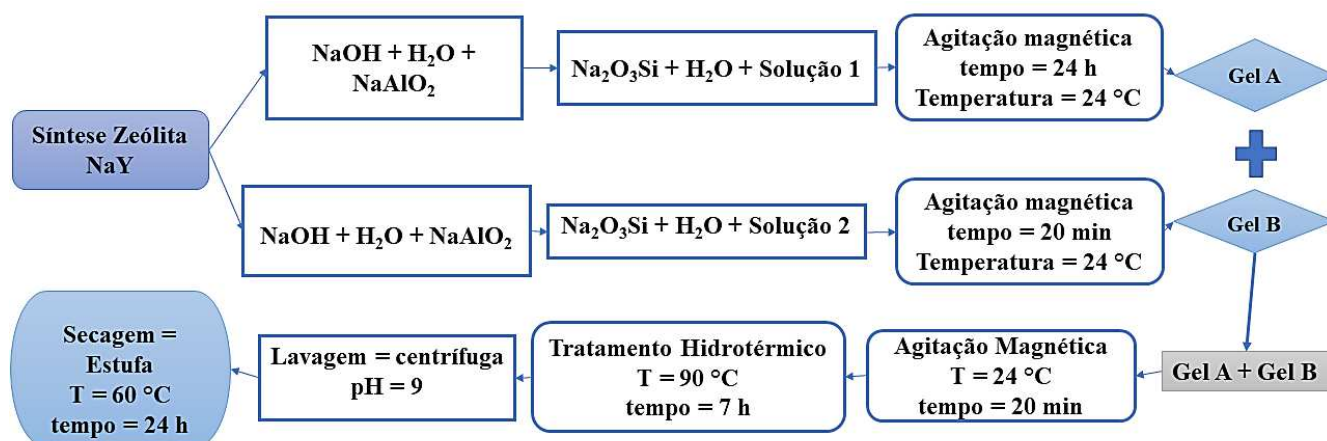 Síntese Zeólita
NaY
NaOH + H₂O +
NaAlO₂
Na₂O₃Si + H₂O + Solução 1
Agitação magnética
tempo = 24 h
Temperatura = 24 °C
Gel A
NaOH + H₂O + NaAlO₂
Na₂O₃Si + H₂O + Solução 2
Agitação magnética
tempo = 20 min
Temperatura = 24 °C
Gel B
Gel A + Gel B
Agitação Magnética
T = 24 °C
tempo = 20 min
Tratamento Hidrotérmico
T = 90 °C
tempo = 7 h
Lavagem = centrífuga
pH = 9
Secagem =
Estufa
T = 60 °C
tempo = 24 h